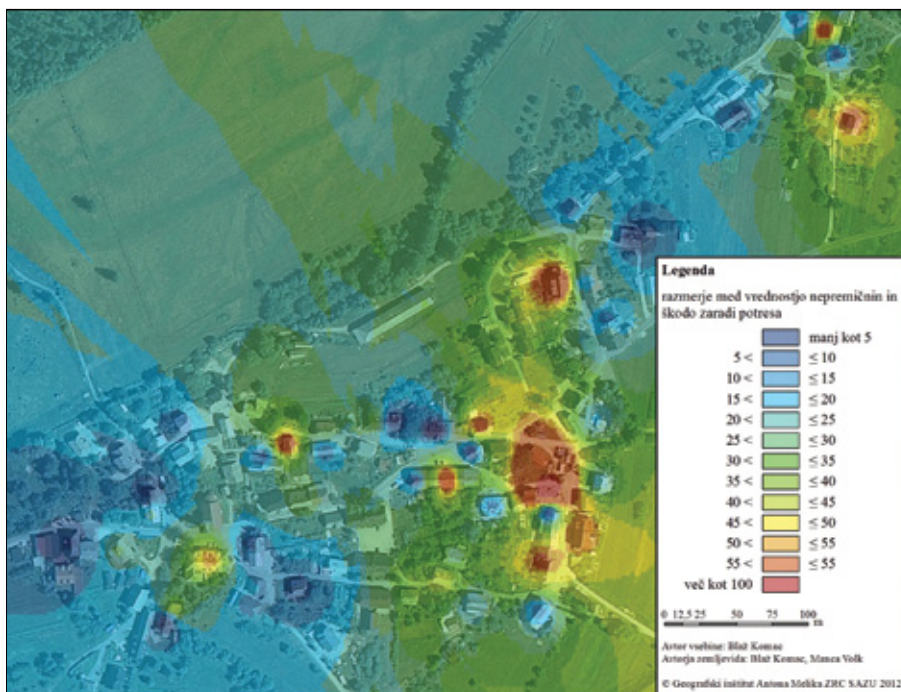 Legenda
razmerje med vrednostjo nepremičnin in
škodo zaradi potresa
manj kot 5
5 < ≤ 10
10 < ≤ 15
15 < ≤ 20
20 < ≤ 25
25 < ≤ 30
30 < ≤ 35
35 < ≤ 40
40 < ≤ 45
45 < ≤ 50
50 < ≤ 55
55 < ≤ 55
več kot 100
0 12,5 25 50 75 100
m
Avtor vsebine: Blaž Komac
Avtorja zemljevida: Blaž Komac, Manca Volk
© Geografski inštitut Antona Melika ZRC SAZU 2012